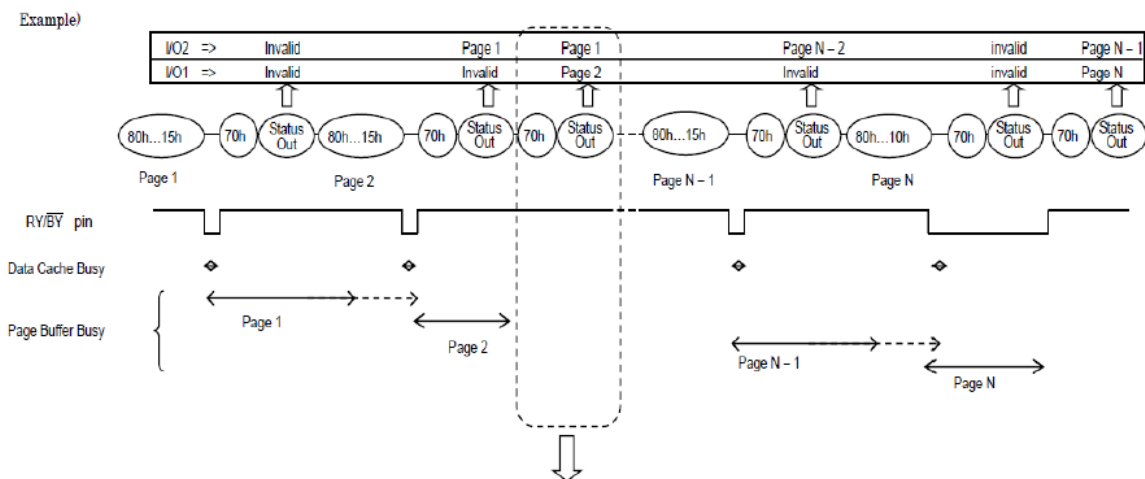 Example)
I/O2 => Invalid Page 1 Page 1 Page N – 2 invalid Page N – 1
I/O1 => Invalid Invalid Page 2 Invalid invalid Page N
80h...15h 70h Status Out 80h...15h 70h Status Out 70h Status Out 80h...15h 70h Status Out 80h...10h 70h Status Out 70h Status Out
Page 1 Page 2 Page N – 1 Page N
RY/BY pin
Data Cache Busy
Page Buffer Busy
Page 1
Page 2
Page N – 1
Page N